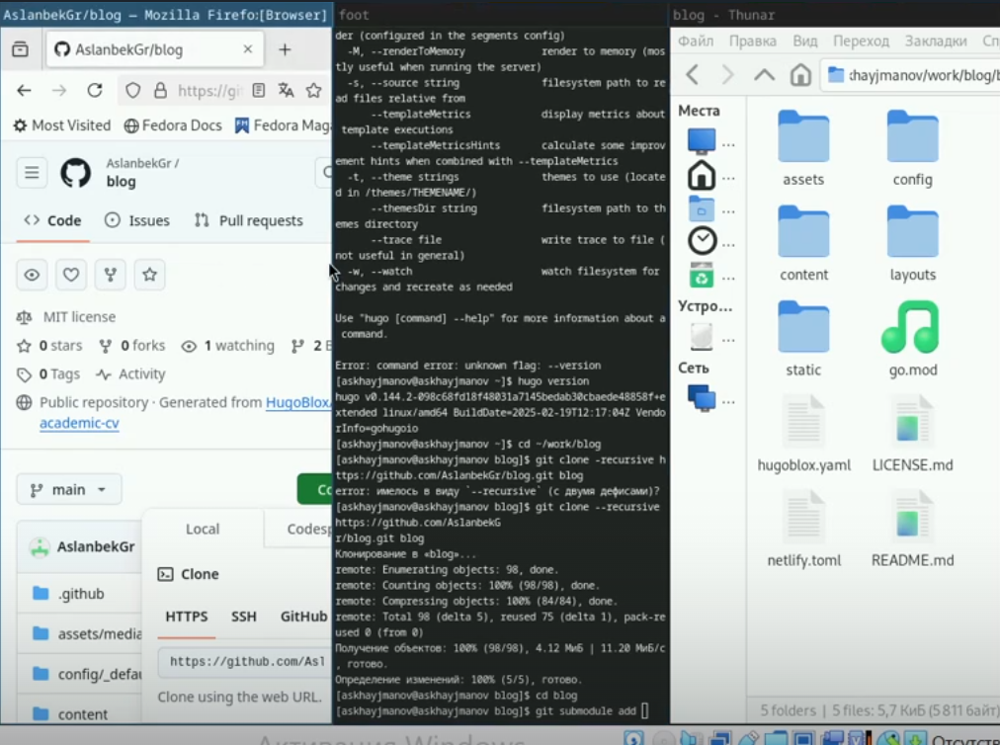 AslanbekGr/blog — Mozilla Firefo:[Browser]
foot
blog - Thunar
AslanbekGr/blog
https://gi
Most Visited
Fedora Docs
Fedora Mag
AslanbekGr /
blog
Code
Issues
Pull requests
MIT license
0 stars
0 forks
1 watching
2
0 Tags
Activity
Public repository · Generated from HugoBlox/
academic-cv
main
Co
Local
Codesp
AslanbekGr
Clone
.github
HTTPS
SSH
GitHub
assets/media
https://github.com/Asl
config/_defau
Clone using the web URL.
content
der (configured in the segments config)
-M, --renderToMemory render to memory (mos
tly useful when running the server)
-s, --source string filesystem path to re
ad files relative from
--templateMetrics display metrics about
template executions
--templateMetricsHints calculate some improv
ement hints when combined with --templateMetrics
-t, --theme strings themes to use (locate
d in /themes/THEMENAME/)
--themesDir string filesystem path to th
emes directory
--trace file write trace to file (
not useful in general)
-w, --watch watch filesystem for
changes and recreate as needed
Use "hugo [command] --help" for more information about a
command.
Error: command error: unknown flag: --version
[askhayjmanov@askhayjmanov ~]$ hugo version
hugo v0.144.2-098c68fd18f48031a7145bedab30cbaede48858f+e
xtended linux/amd64 BuildDate=2025-02-19T12:17:04Z Vendo
rInfo=gohugoio
[askhayjmanov@askhayjmanov ~]$ cd ~/work/blog
[askhayjmanov@askhayjmanov blog]$ git clone -recursive h
ttps://github.com/AslanbekGr/blog.git blog
error: имелось в виду `--recursive` (с двумя дефисами)?
[askhayjmanov@askhayjmanov blog]$ git clone --recursive
https://github.com/AslanbekG
r/blog.git blog
Клонирование в «blog»...
remote: Enumerating objects: 98, done.
remote: Counting objects: 100% (98/98), done.
remote: Compressing objects: 100% (84/84), done.
remote: Total 98 (delta 5), reused 75 (delta 1), pack-re
used 0 (from 0)
Получение объектов: 100% (98/98), 4.12 МиБ | 11.20 МиБ/с
, готово.
Определение изменений: 100% (5/5), готово.
[askhayjmanov@askhayjmanov blog]$ cd blog
[askhayjmanov@askhayjmanov blog]$ git submodule add
Файл
Правка
Вид
Переход
Закладки
Сп
:hayjmanov/work/blog/b
Места
Устро...
Сеть
assets
config
content
layouts
static
go.mod
hugoblox.yaml
LICENSE.md
netlify.toml
README.md
5 folders | 5 files: 5,7 КиБ (5 811 байт)
Активация Windows
Отсутств